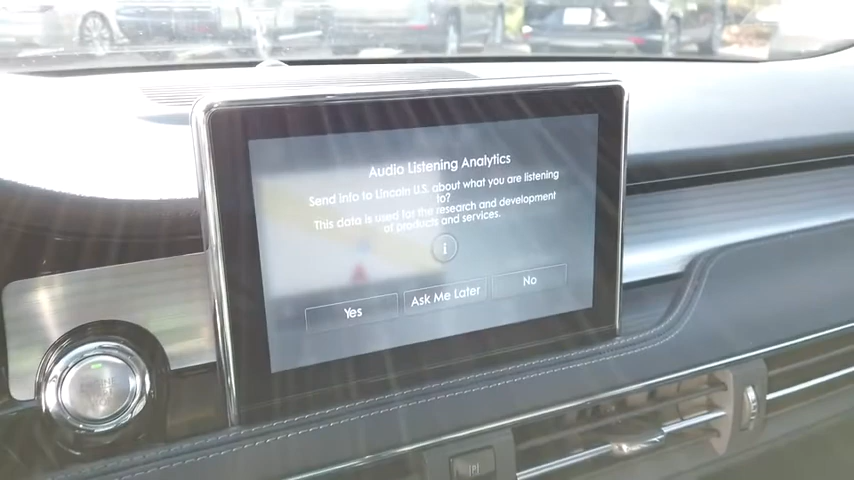 Audio Listening Analytics
Send info to Lincoln U.S. about what you are listening
to?
This data is used for the research and development
of products and services.
i
Yes
Ask Me Later
No